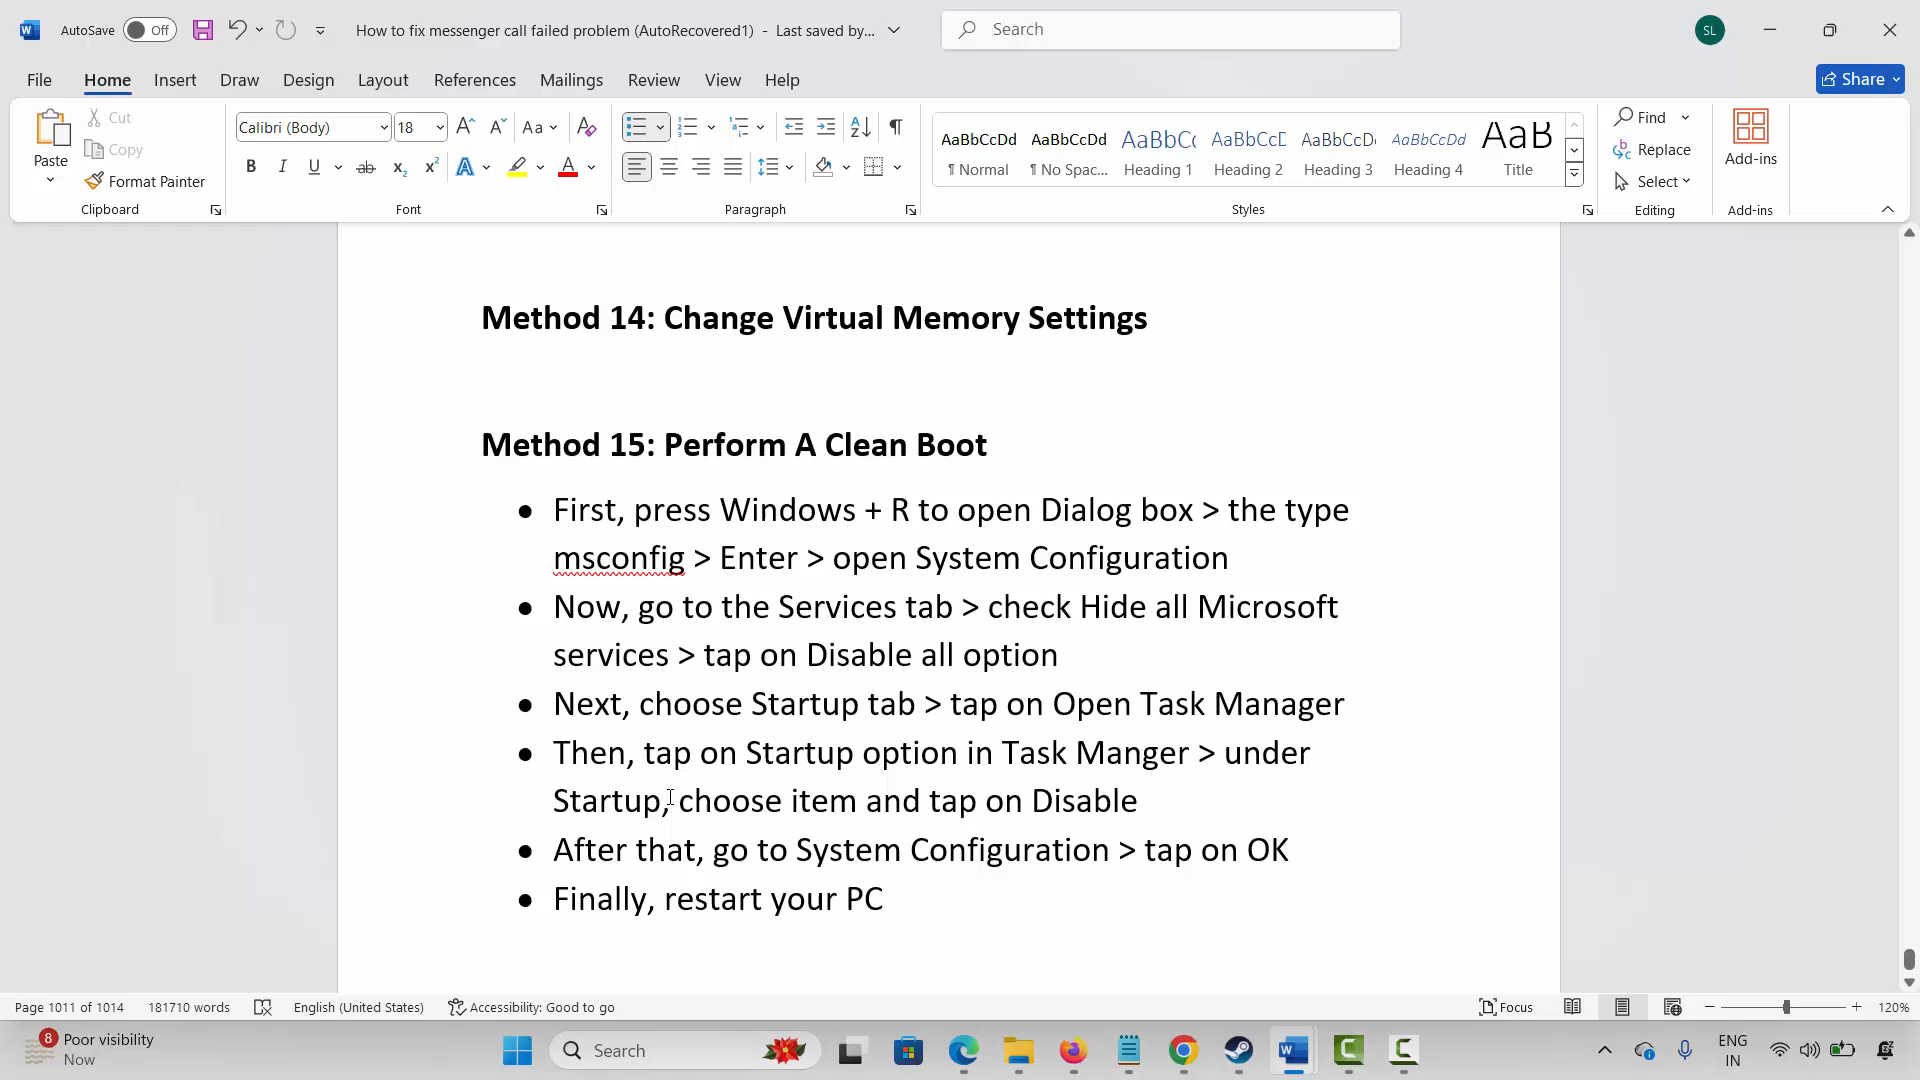 AutoSave Off How to fix messenger call failed problem (AutoRecovered1) - Last saved by... Search SL
File Home Insert Draw Design Layout References Mailings Review View Help Share
Paste Cut Copy Format Painter
Calibri (Body) 18 Aa
B I U ab x₂ x² A A
AaBbCcDd AaBbCcDd AaBbCc AaBbCcD AaBbCcD AaBbCcDd AaB
¶ Normal ¶ No Spac... Heading 1 Heading 2 Heading 3 Heading 4 Title
Find Replace Select Add-ins
Clipboard Font Paragraph Styles Editing Add-ins
Method 14: Change Virtual Memory Settings
Method 15: Perform A Clean Boot
● First, press Windows + R to open Dialog box > the type
msconfig > Enter > open System Configuration
● Now, go to the Services tab > check Hide all Microsoft
services > tap on Disable all option
● Next, choose Startup tab > tap on Open Task Manager
● Then, tap on Startup option in Task Manger > under
Startup, choose item and tap on Disable
● After that, go to System Configuration > tap on OK
● Finally, restart your PC
Page 1011 of 1014 181710 words English (United States) Accessibility: Good to go Focus 120%
8 Poor visibility
Now
Search
ENG
IN